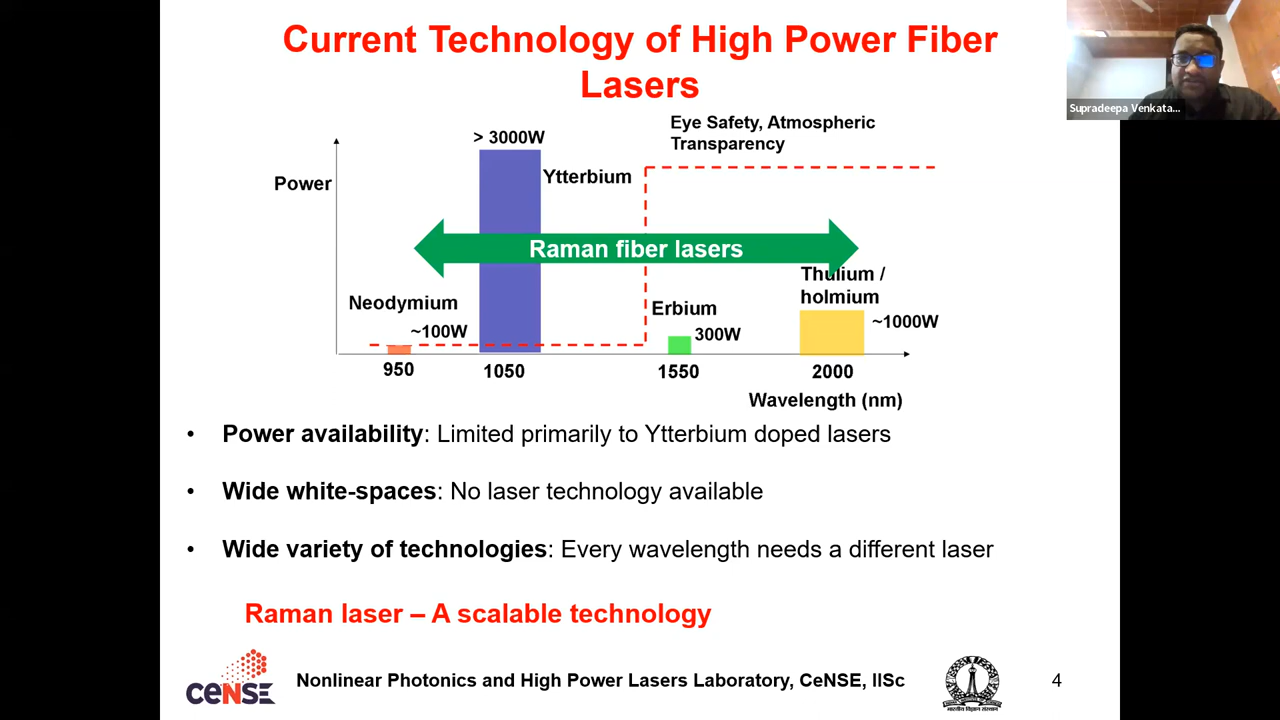 Current Technology of High Power Fiber
Lasers
Supradeepa Venkata...
Eye Safety, Atmospheric
Transparency
> 3000W
Power
Ytterbium
Raman fiber lasers
Thulium /
holmium
Neodymium
Erbium
~100W
300W
~1000W
950
1050
1550
2000
Wavelength (nm)
• Power availability: Limited primarily to Ytterbium doped lasers
• Wide white-spaces: No laser technology available
• Wide variety of technologies: Every wavelength needs a different laser
Raman laser – A scalable technology
ceNSE
Nonlinear Photonics and High Power Lasers Laboratory, CeNSE, IISc
4